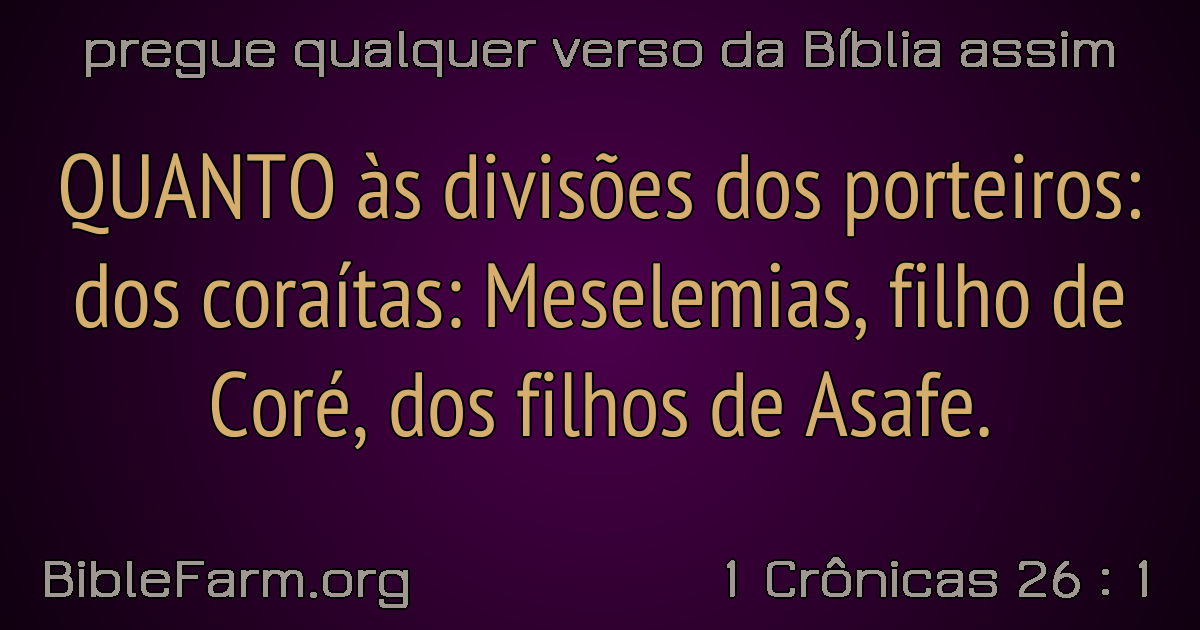 pregue qualquer verso da Bíblia assim
QUANTO às divisões dos porteiros:
dos coraítas: Meselemias, filho de
Coré, dos filhos de Asafe.
BibleFarm.org
1 Crônicas 26 : 1